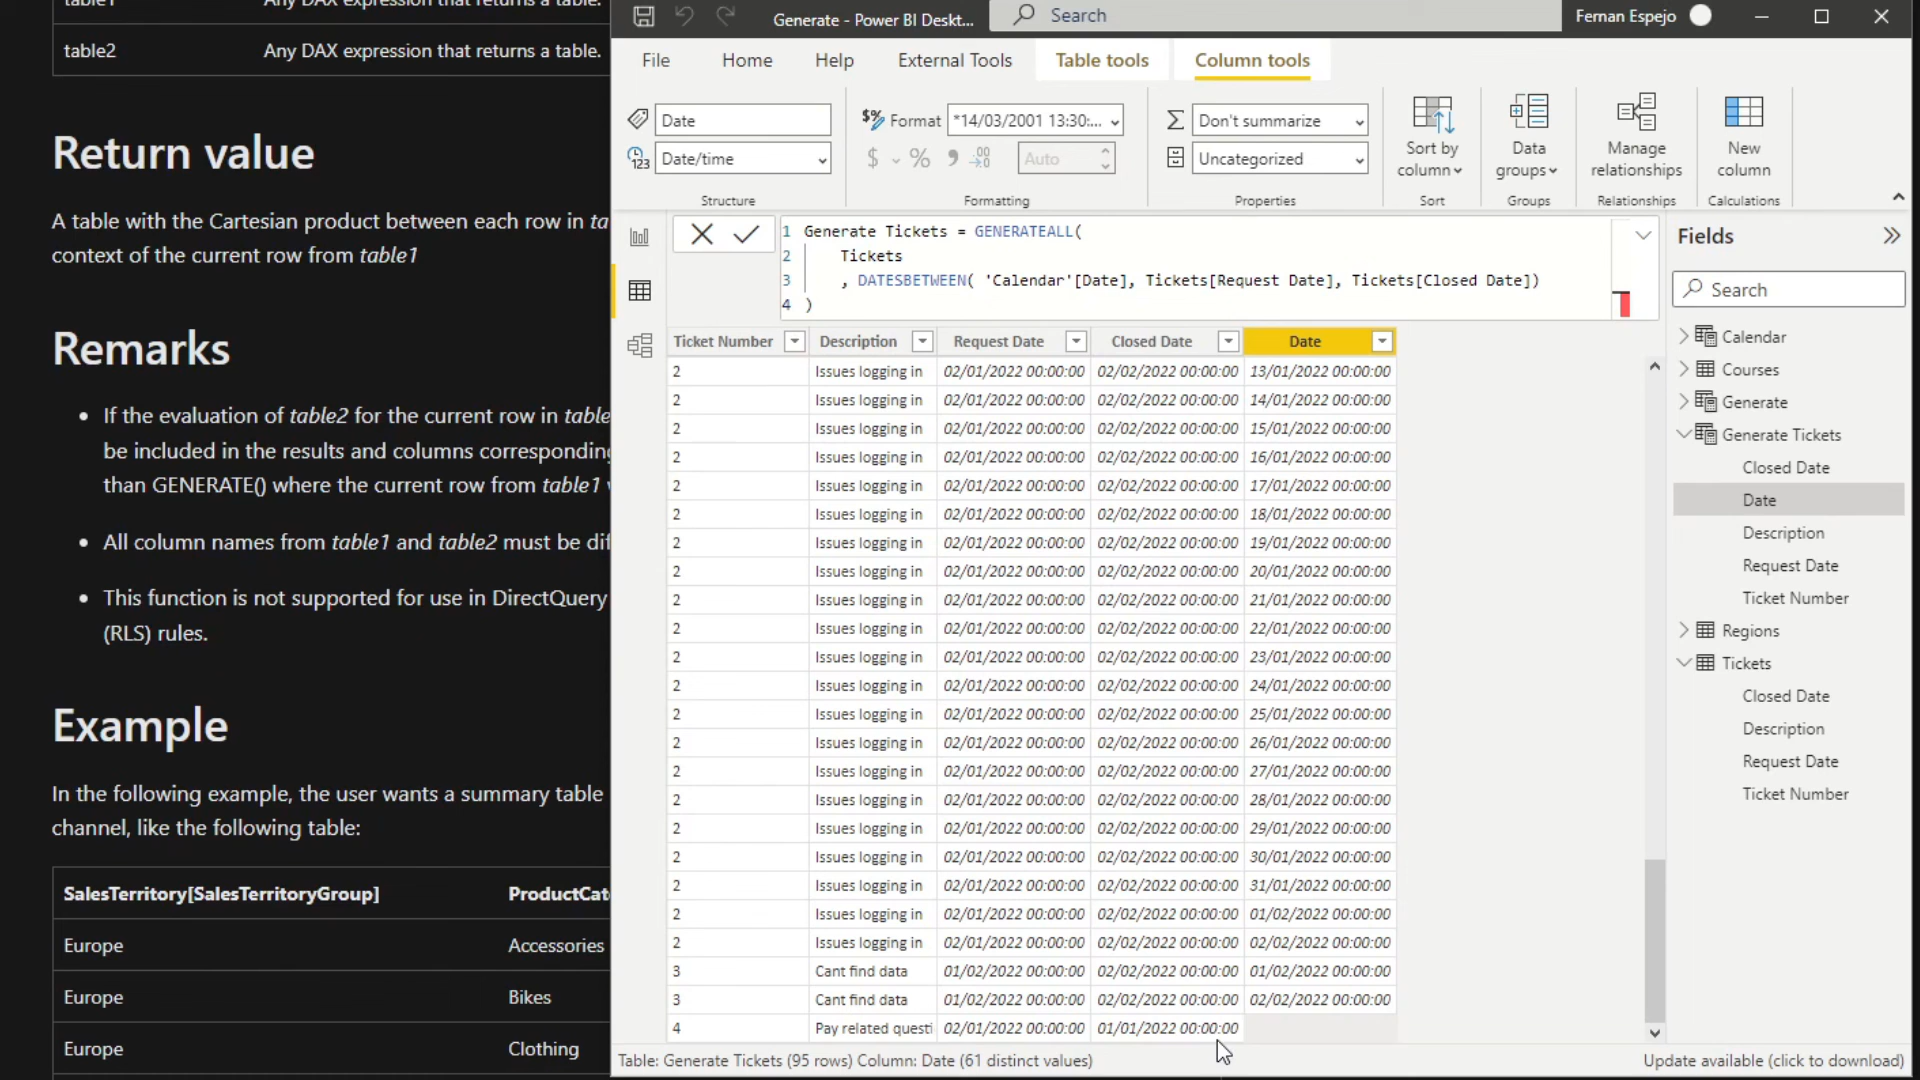 table1 Any DAX expression that returns a table.
table2 Any DAX expression that returns a table.
Return value
A table with the Cartesian product between each row in ta
context of the current row from table1
Remarks
• If the evaluation of table2 for the current row in table
be included in the results and columns corresponding
than GENERATE() where the current row from table1
• All column names from table1 and table2 must be dif
• This function is not supported for use in DirectQuery
(RLS) rules.
Example
In the following example, the user wants a summary table
channel, like the following table:
SalesTerritory[SalesTerritoryGroup] ProductCat
Europe Accessories
Europe Bikes
Europe Clothing
Generate - Power BI Deskt... Search Fernan Espejo
File Home Help External Tools Table tools Column tools
Date
Date/time
Structure
Format *14/03/2001 13:30:...
$ % Auto
Formatting
Don't summarize
Uncategorized
Properties
Sort by
column
Sort
Data
groups
Groups
Manage
relationships
Relationships
New
column
Calculations
1 Generate Tickets = GENERATEALL(
2 Tickets
3 , DATESBETWEEN( 'Calendar'[Date], Tickets[Request Date], Tickets[Closed Date])
4 )
Ticket Number Description Request Date Closed Date Date
2 Issues logging in 02/01/2022 00:00:00 02/02/2022 00:00:00 13/01/2022 00:00:00
2 Issues logging in 02/01/2022 00:00:00 02/02/2022 00:00:00 14/01/2022 00:00:00
2 Issues logging in 02/01/2022 00:00:00 02/02/2022 00:00:00 15/01/2022 00:00:00
2 Issues logging in 02/01/2022 00:00:00 02/02/2022 00:00:00 16/01/2022 00:00:00
2 Issues logging in 02/01/2022 00:00:00 02/02/2022 00:00:00 17/01/2022 00:00:00
2 Issues logging in 02/01/2022 00:00:00 02/02/2022 00:00:00 18/01/2022 00:00:00
2 Issues logging in 02/01/2022 00:00:00 02/02/2022 00:00:00 19/01/2022 00:00:00
2 Issues logging in 02/01/2022 00:00:00 02/02/2022 00:00:00 20/01/2022 00:00:00
2 Issues logging in 02/01/2022 00:00:00 02/02/2022 00:00:00 21/01/2022 00:00:00
2 Issues logging in 02/01/2022 00:00:00 02/02/2022 00:00:00 22/01/2022 00:00:00
2 Issues logging in 02/01/2022 00:00:00 02/02/2022 00:00:00 23/01/2022 00:00:00
2 Issues logging in 02/01/2022 00:00:00 02/02/2022 00:00:00 24/01/2022 00:00:00
2 Issues logging in 02/01/2022 00:00:00 02/02/2022 00:00:00 25/01/2022 00:00:00
2 Issues logging in 02/01/2022 00:00:00 02/02/2022 00:00:00 26/01/2022 00:00:00
2 Issues logging in 02/01/2022 00:00:00 02/02/2022 00:00:00 27/01/2022 00:00:00
2 Issues logging in 02/01/2022 00:00:00 02/02/2022 00:00:00 28/01/2022 00:00:00
2 Issues logging in 02/01/2022 00:00:00 02/02/2022 00:00:00 29/01/2022 00:00:00
2 Issues logging in 02/01/2022 00:00:00 02/02/2022 00:00:00 30/01/2022 00:00:00
2 Issues logging in 02/01/2022 00:00:00 02/02/2022 00:00:00 31/01/2022 00:00:00
2 Issues logging in 02/01/2022 00:00:00 02/02/2022 00:00:00 01/02/2022 00:00:00
2 Issues logging in 02/01/2022 00:00:00 02/02/2022 00:00:00 02/02/2022 00:00:00
3 Cant find data 01/02/2022 00:00:00 02/02/2022 00:00:00 01/02/2022 00:00:00
3 Cant find data 01/02/2022 00:00:00 02/02/2022 00:00:00 02/02/2022 00:00:00
4 Pay related questi 02/01/2022 00:00:00 01/01/2022 00:00:00
Table: Generate Tickets (95 rows) Column: Date (61 distinct values)
Fields
Search
Calendar
Courses
Generate
Generate Tickets
Closed Date
Date
Description
Request Date
Ticket Number
Regions
Tickets
Closed Date
Description
Request Date
Ticket Number
Update available (click to download)